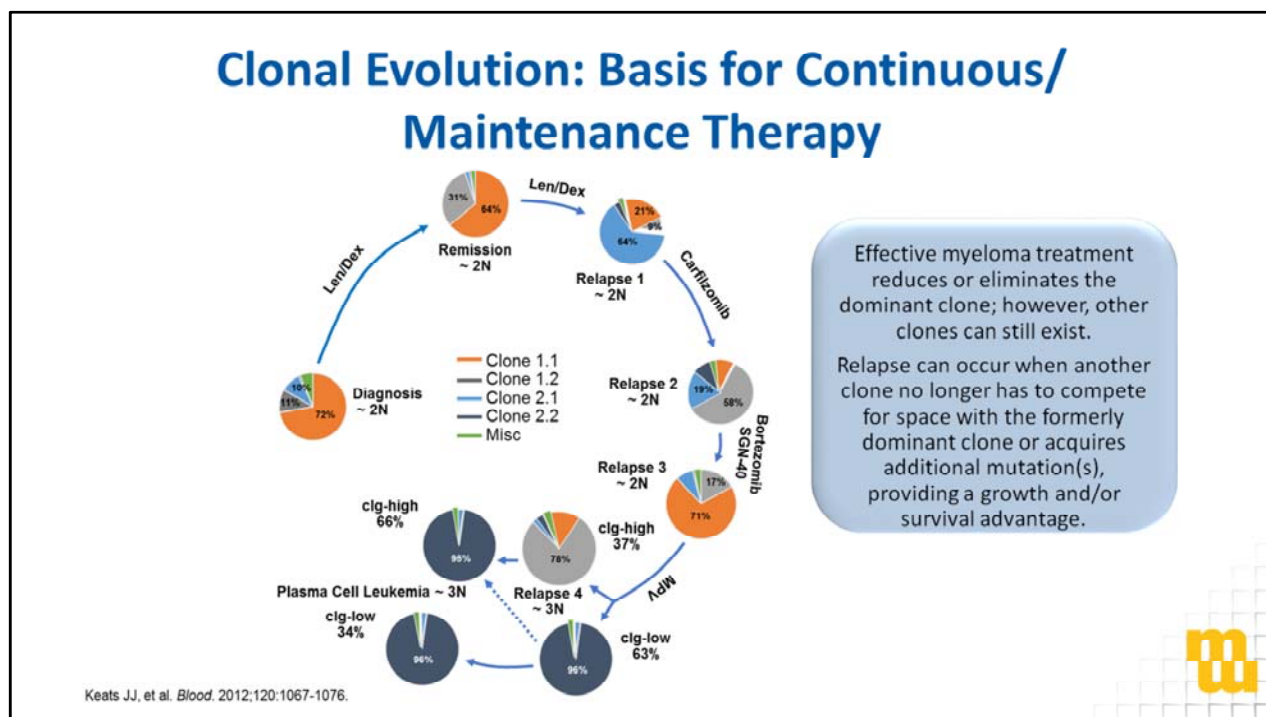 Clonal Evolution: Basis for Continuous/
Maintenance Therapy
Len/Dex
31%
64%
Remission
~ 2N
Len/Dex
21%
9%
64%
Relapse 1
~ 2N
Carfilzomib
10%
11%
72%
Diagnosis
~ 2N
Clone 1.1
Clone 1.2
Clone 2.1
Clone 2.2
Misc
Relapse 2
~ 2N
19%
58%
Bortezomib
SGN-40
Relapse 3
~ 2N
17%
71%
MPV
cIg-high
37%
78%
Relapse 4
~ 3N
cIg-low
63%
96%
cIg-high
66%
95%
Plasma Cell Leukemia ~ 3N
cIg-low
34%
96%
Effective myeloma treatment
reduces or eliminates the
dominant clone; however, other
clones can still exist.
Relapse can occur when another
clone no longer has to compete
for space with the formerly
dominant clone or acquires
additional mutation(s),
providing a growth and/or
survival advantage.
Keats JJ, et al. Blood. 2012;120:1067-1076.